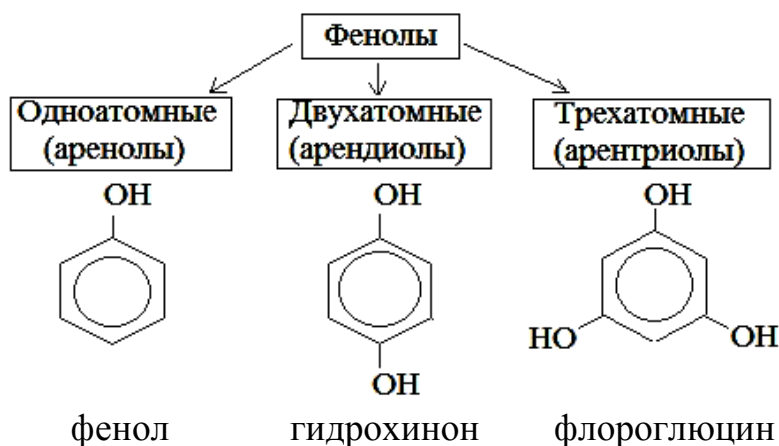 Фенолы
Одноатомные
(аренолы)
Двухатомные
(арендиолы)
Трехатомные
(арентриолы)
OH
OH
OH
HO
OH
OH
фенол
гидрохинон
флороглюцин